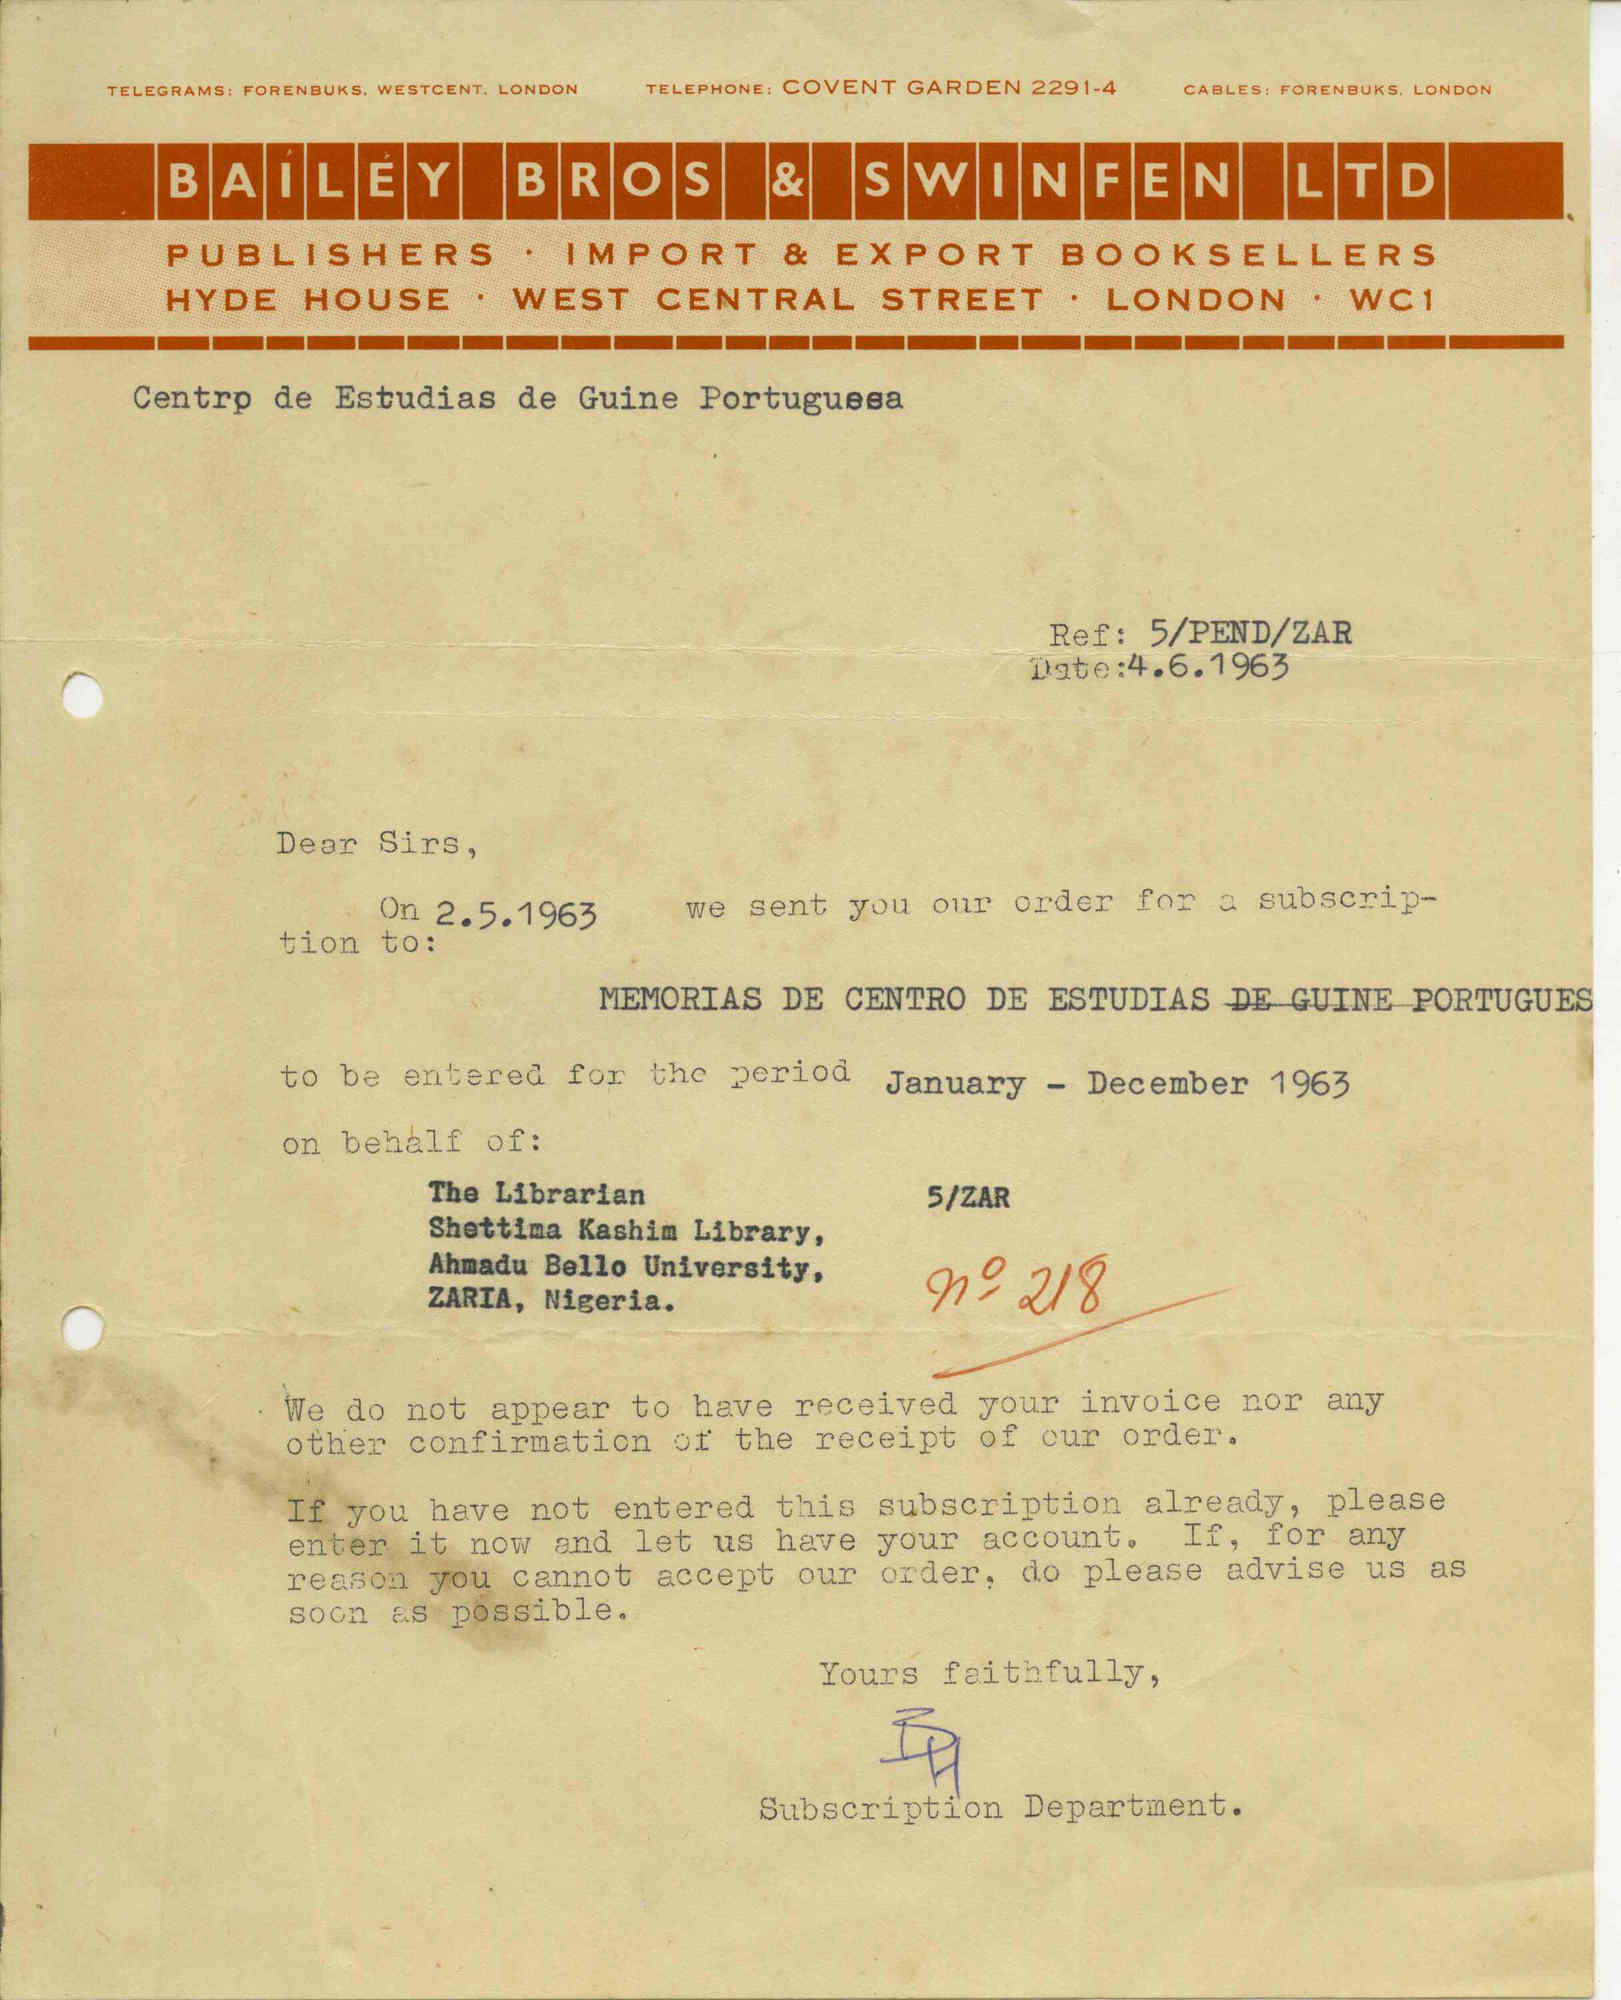 TELEGRAMS: FORENBUKS, WESTCENT, LONDON TELEPHONE: COVENT GARDEN 2291-4 CABLES: FORENBUKS, LONDON
BAILEY BROS & SWINFEN LTD
PUBLISHERS · IMPORT & EXPORT BOOKSELLERS
HYDE HOUSE · WEST CENTRAL STREET · LONDON · WC1
Centrp de Estudias de Guine Portuguesa
Ref: 5/PEND/ZAR
Date:4.6.1963
Dear Sirs,
On 2.5.1963 we sent you our order for a subscrip-
tion to:
MEMORIAS DE CENTRO DE ESTUDIAS DE GUINE PORTUGUES
to be entered for the period January - December 1963
on behalf of:
The Librarian 5/ZAR
Shettima Kashim Library,
Ahmadu Bello University,
ZARIA, Nigeria.
nº 218
We do not appear to have received your invoice nor any
other confirmation of the receipt of our order.
If you have not entered this subscription already, please
enter it now and let us have your account. If, for any
reason you cannot accept our order, do please advise us as
soon as possible.
Yours faithfully,
Subscription Department.